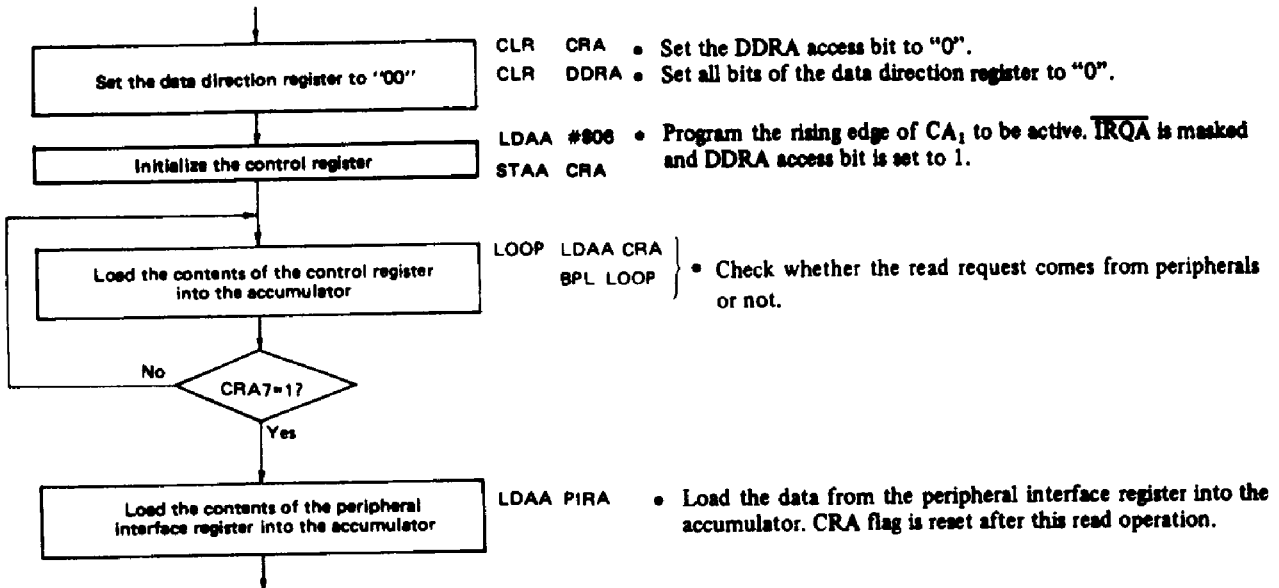 Set the data direction register to "00"
CLR CRA • Set the DDRA access bit to "0".
CLR DDRA • Set all bits of the data direction register to "0".
Initialize the control register
LDAA #$06 • Program the rising edge of CA1 to be active. IRQA is masked
and DDRA access bit is set to 1.
STAA CRA
Load the contents of the control register
into the accumulator
LOOP LDAA CRA
BPL LOOP
• Check whether the read request comes from peripherals
or not.
No
CRA7=1?
Yes
Load the contents of the peripheral
interface register into the accumulator
LDAA PIRA • Load the data from the peripheral interface register into the
accumulator. CRA flag is reset after this read operation.